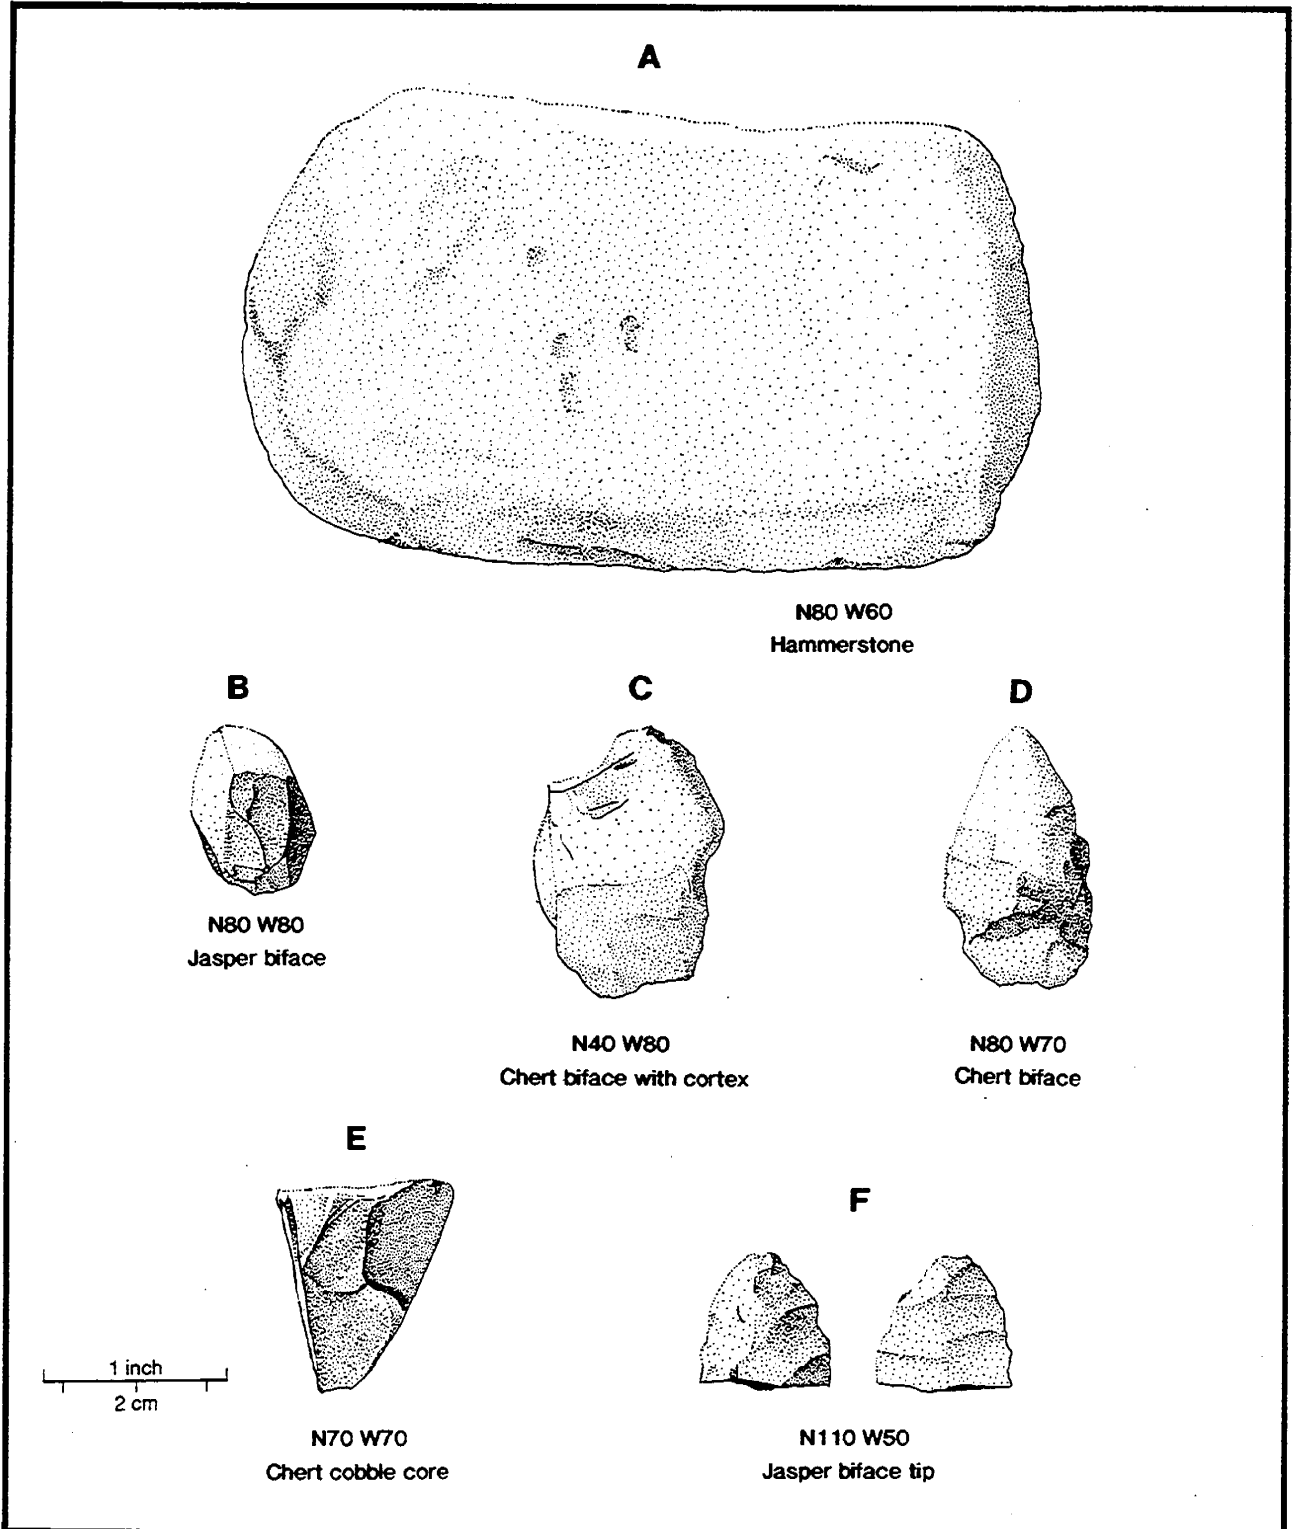 A
N80 W60
Hammerstone
B
N80 W80
Jasper biface
C
N40 W80
Chert biface with cortex
D
N80 W70
Chert biface
E
1 inch
2 cm
N70 W70
Chert cobble core
F
N110 W50
Jasper biface tip